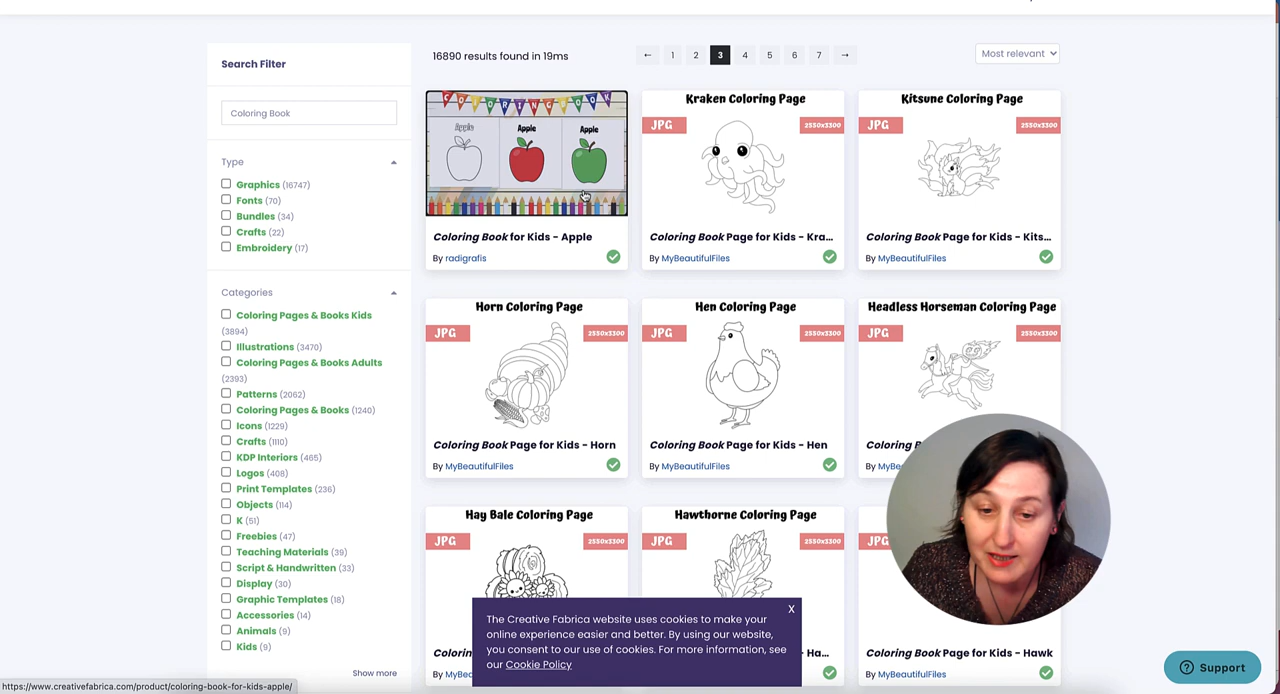 Search Filter
Coloring Book
Type
Graphics (16747)
Fonts (70)
Bundles (34)
Crafts (22)
Embroidery (17)
Categories
Coloring Pages & Books Kids
(3894)
Illustrations (3470)
Coloring Pages & Books Adults
(2393)
Patterns (2062)
Coloring Pages & Books (1240)
Icons (1229)
Crafts (1110)
KDP Interiors (465)
Logos (408)
Print Templates (236)
Objects (114)
K (51)
Freebies (47)
Teaching Materials (39)
Script & Handwritten (33)
Display (30)
Graphic Templates (18)
Accessories (14)
Animals (9)
Kids (9)
Show more
16890 results found in 19ms
← 1 2 3 4 5 6 7 →
Most relevant
COLORING BOOK
Apple Apple Apple
Coloring Book for Kids - Apple
By radigrafis
Kraken Coloring Page
JPG 2550x3300
Coloring Book Page for Kids - Kra...
By MyBeautifulFiles
Kitsune Coloring Page
JPG 2550x3300
Coloring Book Page for Kids - Kits...
By MyBeautifulFiles
Horn Coloring Page
JPG 2550x3300
Coloring Book Page for Kids - Horn
By MyBeautifulFiles
Hen Coloring Page
JPG 2550x3300
Coloring Book Page for Kids - Hen
By MyBeautifulFiles
Headless Horseman Coloring Page
JPG 2550x3300
Coloring B
By MyBea
Hay Bale Coloring Page
JPG 2550x3300
Colorin
By MyBe
Hawthorne Coloring Page
JPG 2550x3300
Ha...
JPG
Coloring Book Page for Kids - Hawk
By MyBeautifulFiles
The Creative Fabrica website uses cookies to make your
online experience easier and better. By using our website,
you consent to our use of cookies. For more information, see
our Cookie Policy
X
Support
https://www.creativefabrica.com/product/coloring-book-for-kids-apple/